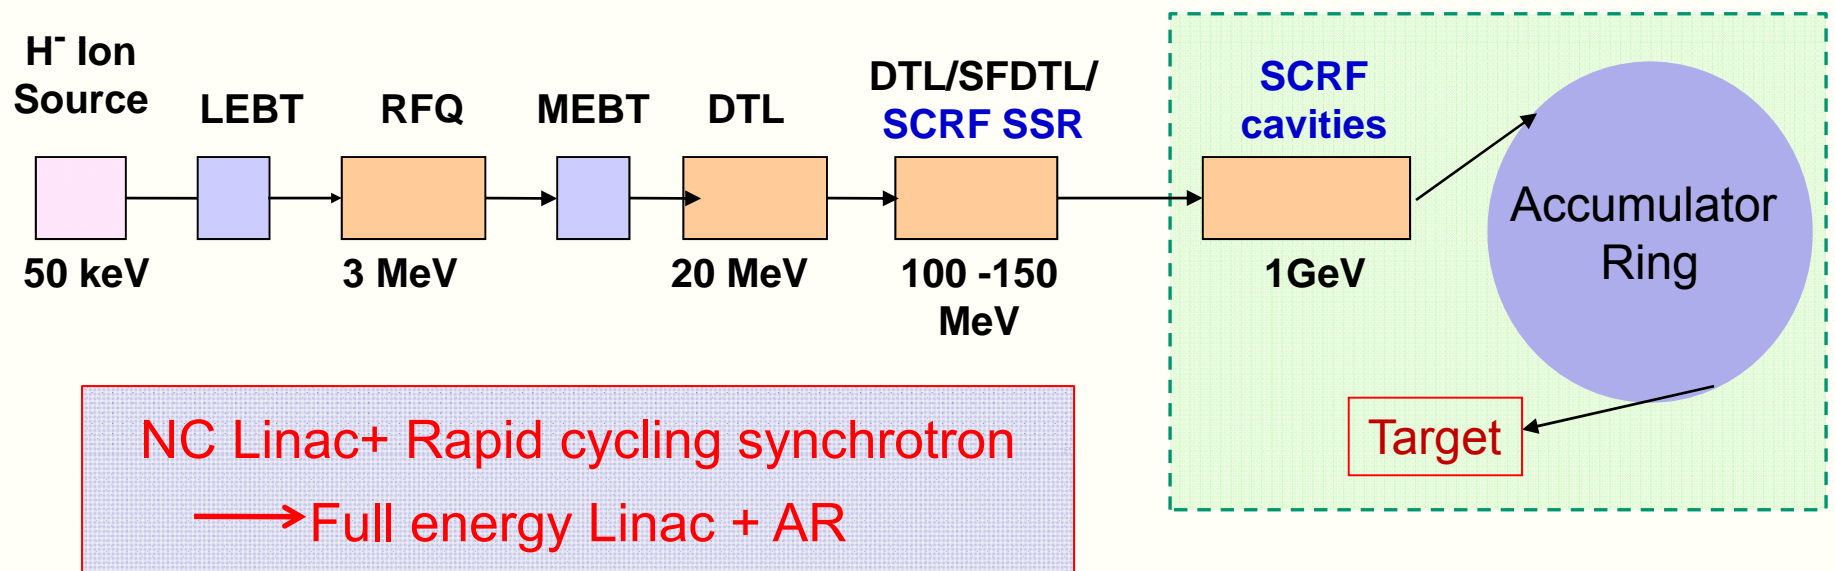 H⁻ Ion
Source
LEBT
RFQ
MEBT
DTL
DTL/SFDTL/
SCRF SSR
SCRF
cavities
50 keV
3 MeV
20 MeV
100 -150
MeV
1GeV
Accumulator
Ring
Target
NC Linac+ Rapid cycling synchrotron
→Full energy Linac + AR